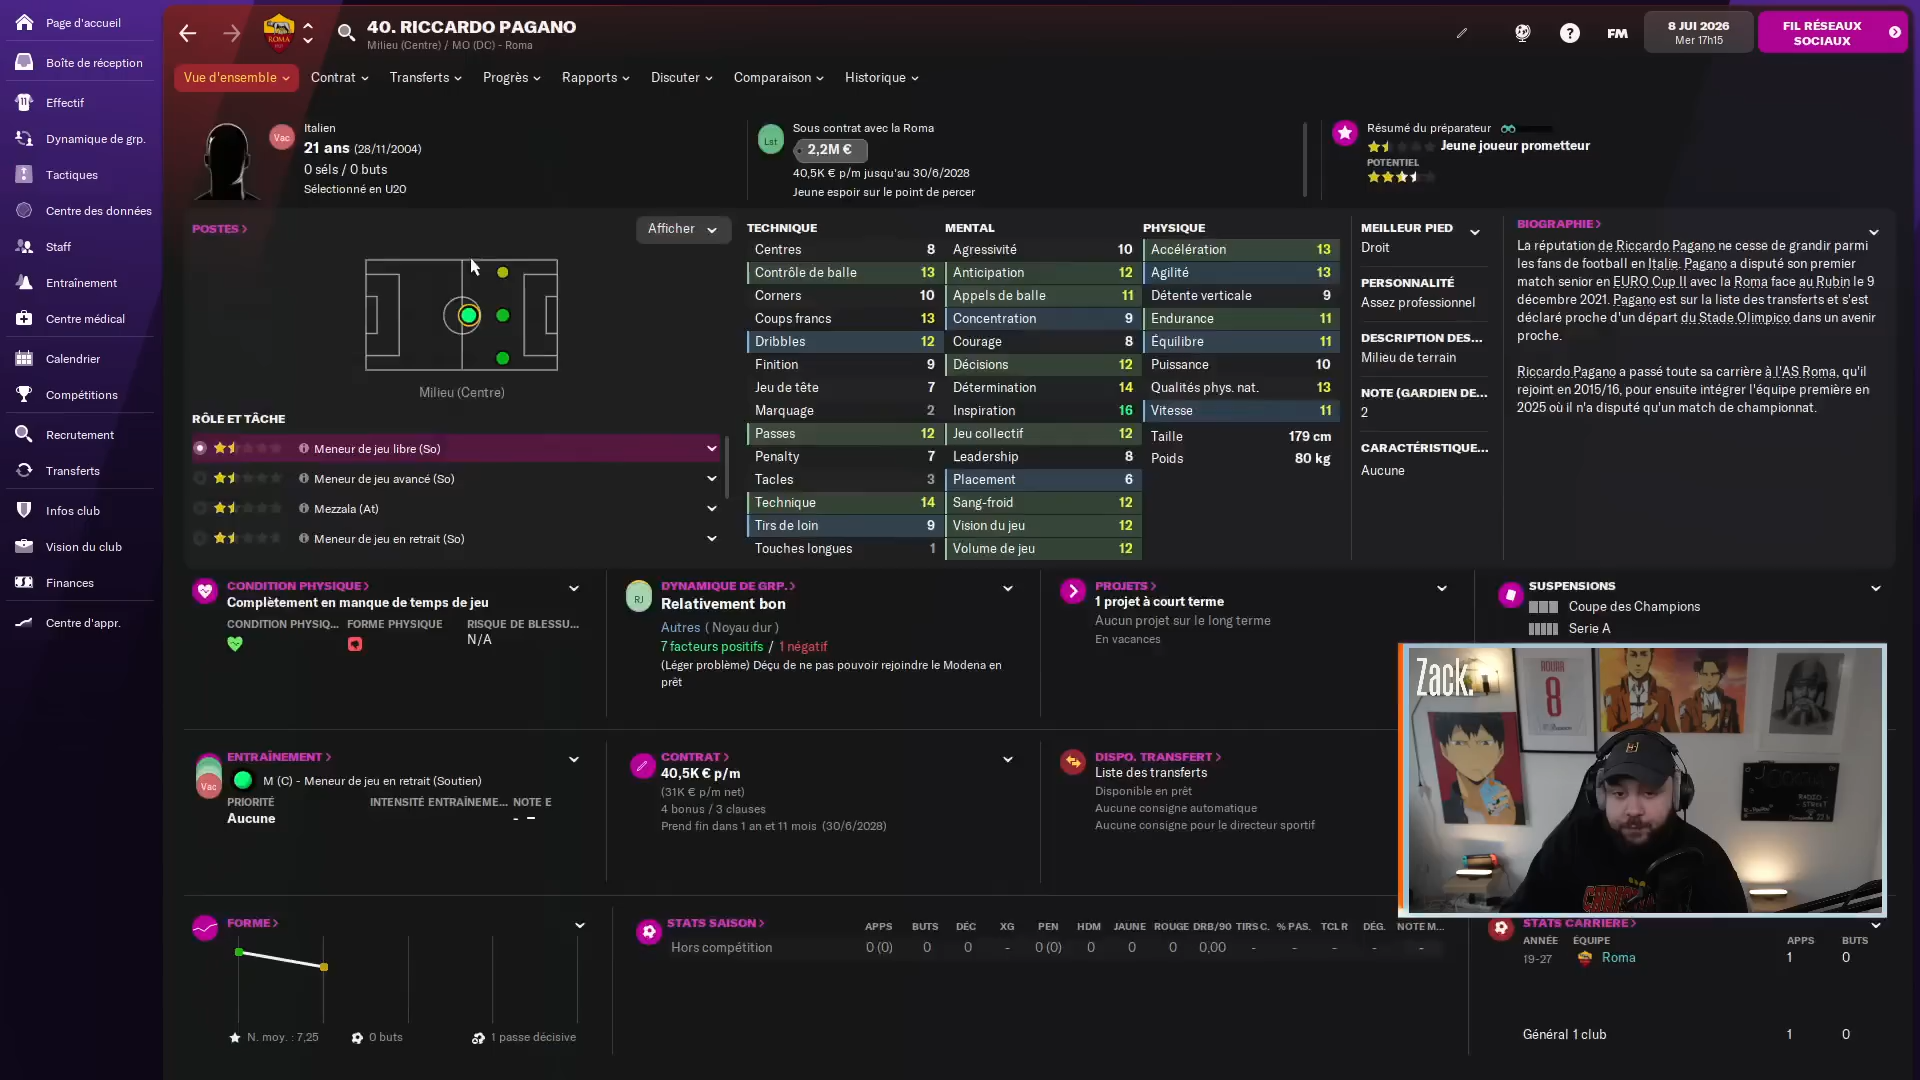 Page d'accueil
Boîte de réception
Effectif
Dynamique de grp.
Tactiques
Centre des données
Staff
Entraînement
Centre médical
Calendrier
Compétitions
Recrutement
Transferts
Infos club
Vision du club
Finances
Centre d'appr.
40. RICCARDO PAGANO
Milieu (Centre) / MO (DC) - Roma
FM
8 JUI 2026
Mer 17h15
FIL RÉSEAUX
SOCIAUX
Vue d'ensemble
Contrat
Transferts
Progrès
Rapports
Discuter
Comparaison
Historique
Vac
Italien
21 ans (28/11/2004)
0 séls / 0 buts
Sélectionné en U20
Lst
Sous contrat avec la Roma
2,2M €
40,5K € p/m jusqu'au 30/6/2028
Jeune espoir sur le point de percer
Résumé du préparateur
Jeune joueur prometteur
POTENTIEL
POSTES
Afficher
Milieu (Centre)
RÔLE ET TÂCHE
Meneur de jeu libre (So)
Meneur de jeu avancé (So)
Mezzala (At)
Meneur de jeu en retrait (So)
TECHNIQUE
Centres 8
Contrôle de balle 13
Corners 10
Coups francs 13
Dribbles 12
Finition 9
Jeu de tête 7
Marquage 2
Passes 12
Penalty 7
Tacles 3
Technique 14
Tirs de loin 9
Touches longues 1
MENTAL
Agressivité 10
Anticipation 12
Appels de balle 11
Concentration 9
Courage 8
Décisions 12
Détermination 14
Inspiration 16
Jeu collectif 12
Leadership 8
Placement 6
Sang-froid 12
Vision du jeu 12
Volume de jeu 12
PHYSIQUE
Accélération 13
Agilité 13
Détente verticale 9
Endurance 11
Équilibre 11
Puissance 10
Qualités phys. nat. 13
Vitesse 11
Taille 179 cm
Poids 80 kg
MEILLEUR PIED
Droit
PERSONNALITÉ
Assez professionnel
DESCRIPTION DES...
Milieu de terrain
NOTE (GARDIEN DE...
2
CARACTÉRISTIQUE...
Aucune
BIOGRAPHIE
La réputation de Riccardo Pagano ne cesse de grandir parmi
les fans de football en Italie. Pagano a disputé son premier
match senior en EURO Cup II avec la Roma face au Rubin le 9
décembre 2021. Pagano est sur la liste des transferts et s'est
déclaré proche d'un départ du Stade Olimpico dans un avenir
proche.
Riccardo Pagano a passé toute sa carrière à l'AS Roma, qu'il
rejoint en 2015/16, pour ensuite intégrer l'équipe première en
2025 où il n'a disputé qu'un match de championnat.
CONDITION PHYSIQUE
Complètement en manque de temps de jeu
CONDITION PHYSIQ... FORME PHYSIQUE RISQUE DE BLESSU...
N/A
RJ
DYNAMIQUE DE GRP.
Relativement bon
Autres ( Noyau dur )
7 facteurs positifs / 1 négatif
(Léger problème) Déçu de ne pas pouvoir rejoindre le Modena en
prêt
PROJETS
1 projet à court terme
Aucun projet sur le long terme
En vacances
SUSPENSIONS
Coupe des Champions
Serie A
ENTRAÎNEMENT
Vac
M (C) - Meneur de jeu en retrait (Soutien)
PRIORITÉ INTENSITÉ ENTRAÎNEME... NOTE E
Aucune - -
CONTRAT
40,5K € p/m
(31K € p/m net)
4 bonus / 3 clauses
Prend fin dans 1 an et 11 mois (30/6/2028)
DISPO. TRANSFERT
Liste des transferts
Disponible en prêt
Aucune consigne automatique
Aucune consigne pour le directeur sportif
Zack.
8
FORME
N. moy. : 7,25
0 buts
1 passe décisive
STATS SAISON
APPS BUTS DÉC XG PEN HDM JAUNE ROUGE DRB/90 TIRS C. % PAS. TCL R DÉG. NOTE M...
Hors compétition 0 (0) 0 0 - 0 (0) 0 0 0 0,00 - - - - -
STATS CARRIÈRE
ANNÉE ÉQUIPE APPS BUTS
19-27 Roma 1 0
Général 1 club 1 0